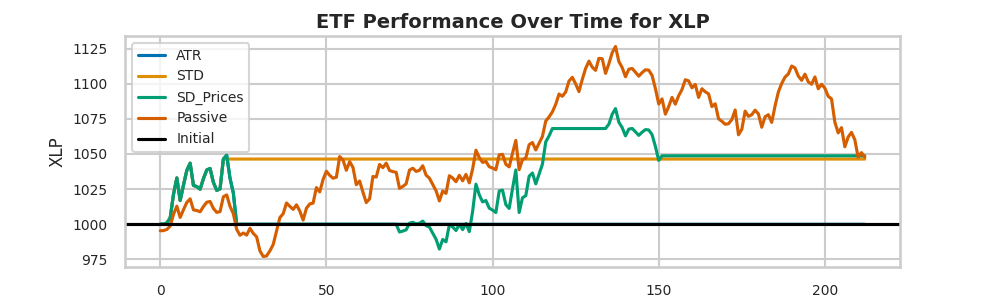 ETF Performance Over Time for XLP
XLP
1125
1100
1075
1050
1025
1000
975
ATR
STD
SD_Prices
Passive
Initial
0 50 100 150 200